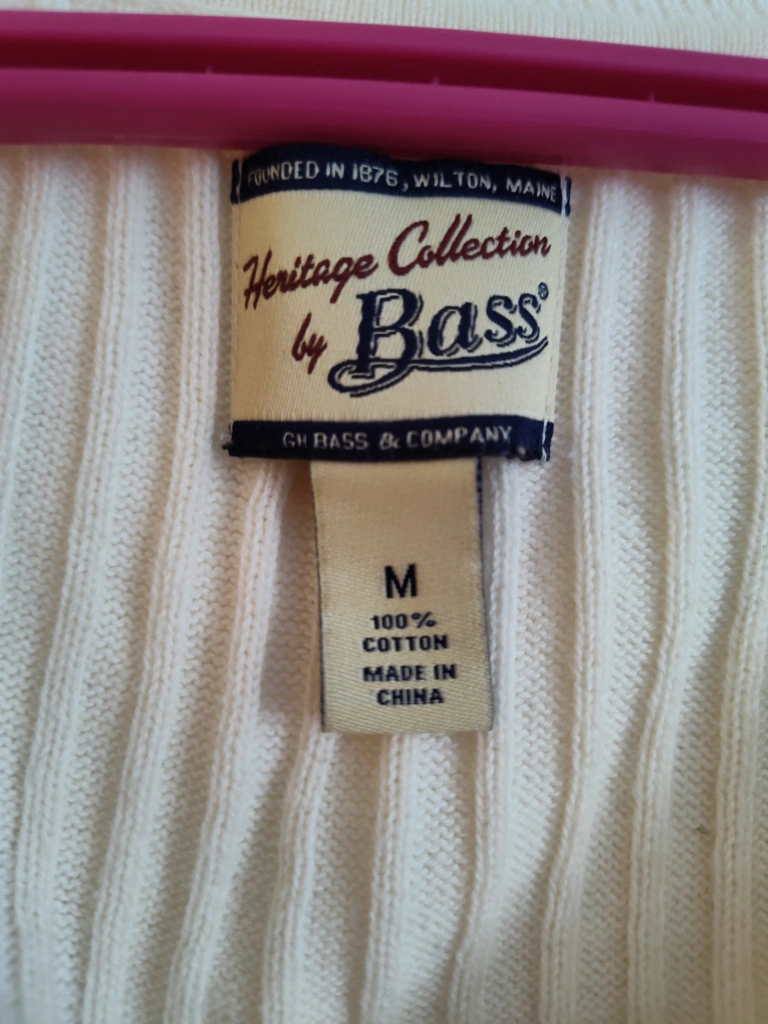 FOUNDED IN 1876, WILTON, MAINE
Heritage Collection
by Bass®
GH BASS & COMPANY
M
100%
COTTON
MADE IN
CHINA